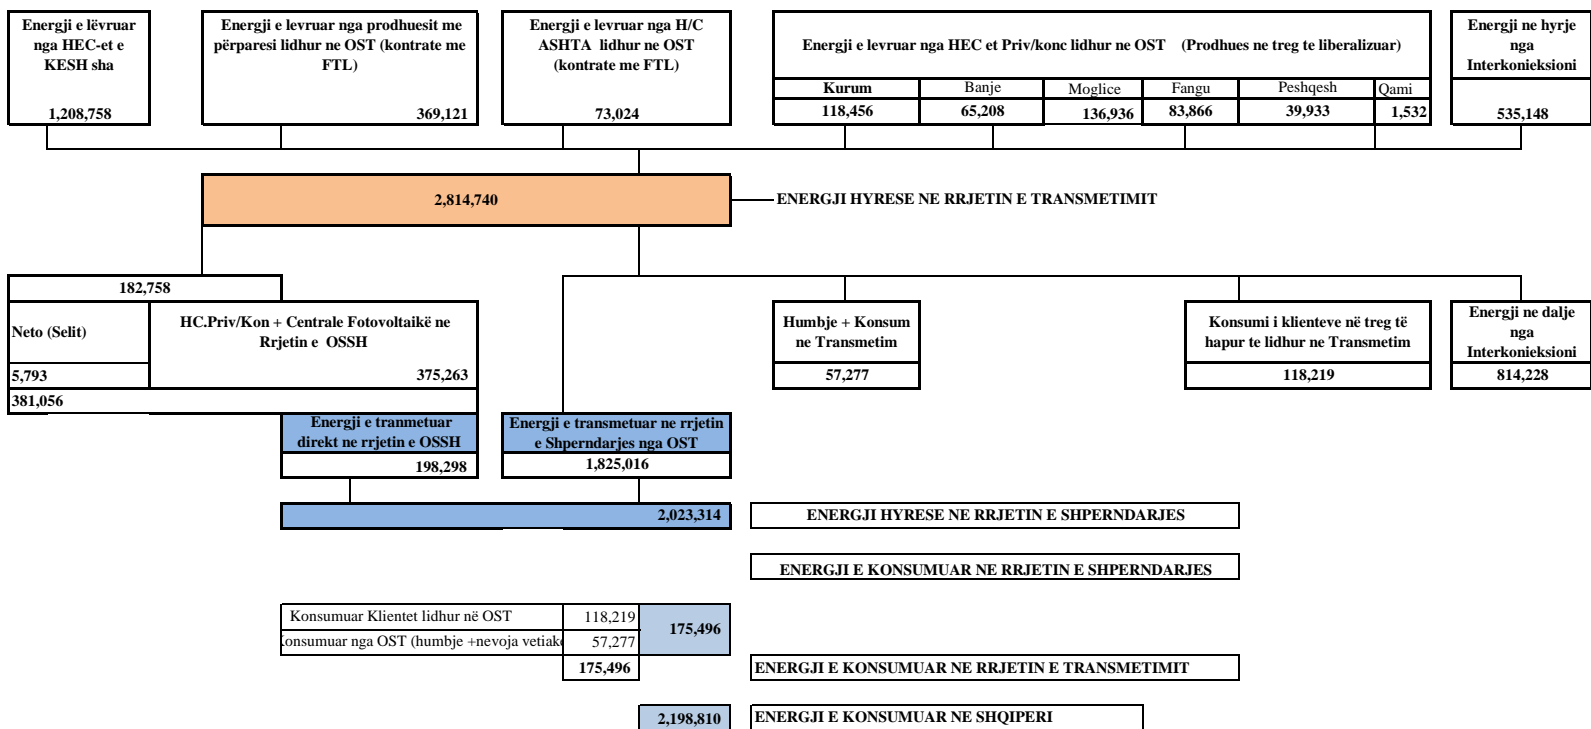 Energji e lëvruar
nga HEC-et e
KESH sha
1,208,758
Energji e levruar nga prodhuesit me
përparesi lidhur ne OST (kontrate me
FTL)
369,121
Energji e levruar nga H/C
ASHTA lidhur ne OST
(kontrate me FTL)
73,024
Energji e levruar nga HEC et Priv/konc lidhur ne OST (Prodhues ne treg te liberalizuar)
Kurum Banje Moglice Fangu Peshqesh Qami
118,456 65,208 136,936 83,866 39,933 1,532
Energji ne hyrje
nga
Interkonieksioni
535,148
2,814,740
ENERGJI HYRESE NE RRJETIN E TRANSMETIMIT
182,758
Neto (Selit)
5,793
HC.Priv/Kon + Centrale Fotovoltaikë ne
Rrjetin e OSSH
375,263
381,056
Humbje + Konsum
ne Transmetim
57,277
Konsumi i klienteve në treg të
hapur te lidhur ne Transmetim
118,219
Energji ne dalje
nga
Interkonieksioni
814,228
Energji e tranmetuar
direkt ne rrjetin e OSSH
198,298
Energji e transmetuar ne rrjetin
e Shperndarjes nga OST
1,825,016
2,023,314
ENERGJI HYRESE NE RRJETIN E SHPERNDARJES
ENERGJI E KONSUMUAR NE RRJETIN E SHPERNDARJES
Konsumuar Klientet lidhur në OST 118,219
175,496
onsumuar nga OST (humbje +nevoja vetiake 57,277
175,496
ENERGJI E KONSUMUAR NE RRJETIN E TRANSMETIMIT
2,198,810
ENERGJI E KONSUMUAR NE SHQIPERI